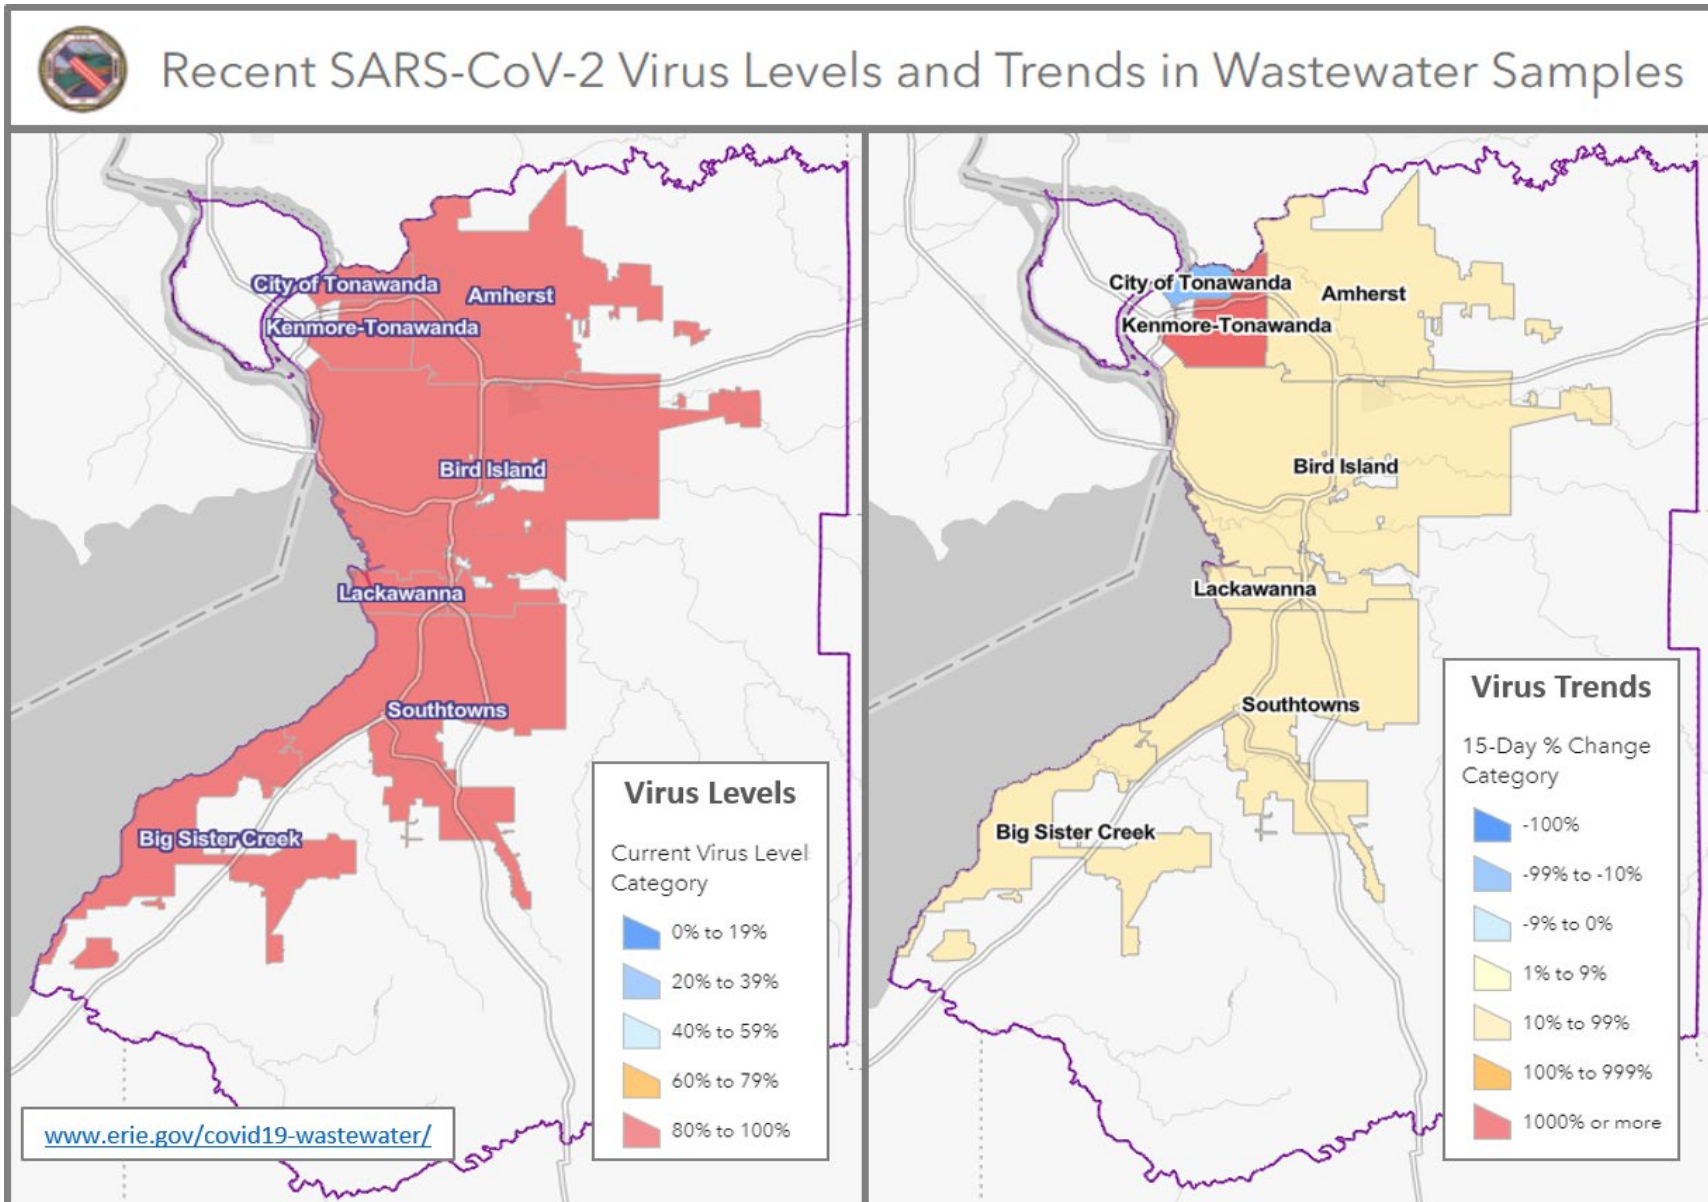 Recent SARS-CoV-2 Virus Levels and Trends in Wastewater Samples
City of Tonawanda
Amherst
Kenmore-Tonawanda
Bird Island
Lackawanna
Southtowns
Big Sister Creek
Virus Levels
Current Virus Level
Category
0% to 19%
20% to 39%
40% to 59%
60% to 79%
80% to 100%
www.erie.gov/covid19-wastewater/
City of Tonawanda
Amherst
Kenmore-Tonawanda
Bird Island
Lackawanna
Southtowns
Big Sister Creek
Virus Trends
15-Day % Change
Category
-100%
-99% to -10%
-9% to 0%
1% to 9%
10% to 99%
100% to 999%
1000% or more